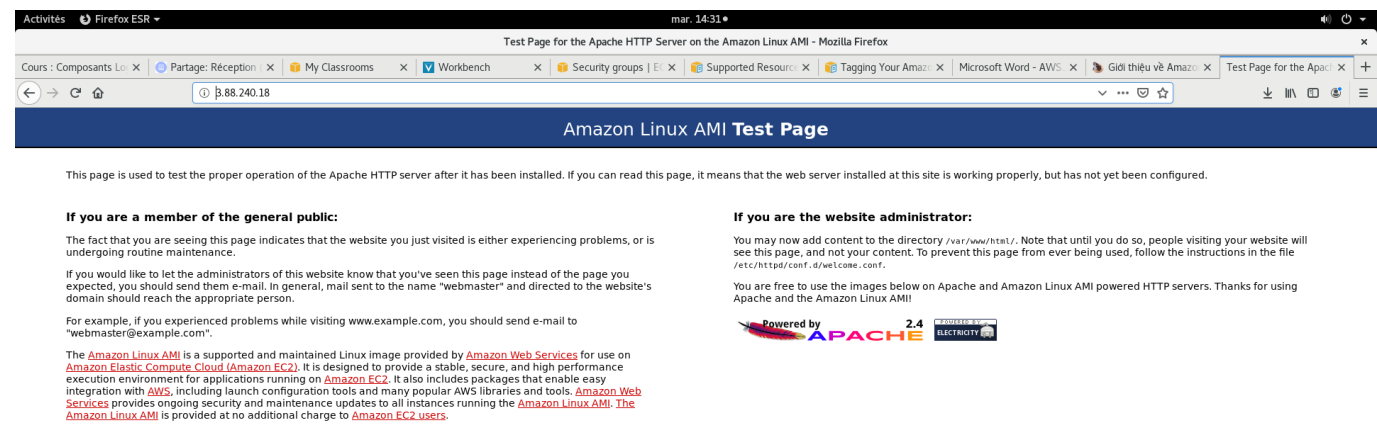 Activités Firefox ESR mar. 14:31
Test Page for the Apache HTTP Server on the Amazon Linux AMI - Mozilla Firefox
Cours : Composants Lo Partage: Réception My Classrooms Workbench Security groups | EC Supported Resource Tagging Your Amaz Microsoft Word - AWS Giới thiệu về Amazo Test Page for the Apac
3.88.240.18
Amazon Linux AMI Test Page
This page is used to test the proper operation of the Apache HTTP server after it has been installed. If you can read this page, it means that the web server installed at this site is working properly, but has not yet been configured.
If you are a member of the general public:
The fact that you are seeing this page indicates that the website you just visited is either experiencing problems, or is
undergoing routine maintenance.
If you would like to let the administrators of this website know that you've seen this page instead of the page you
expected, you should send them e-mail. In general, mail sent to the name "webmaster" and directed to the website's
domain should reach the appropriate person.
For example, if you experienced problems while visiting www.example.com, you should send e-mail to
"webmaster@example.com".
The Amazon Linux AMI is a supported and maintained Linux image provided by Amazon Web Services for use on
Amazon Elastic Compute Cloud (Amazon EC2). It is designed to provide a stable, secure, and high performance
execution environment for applications running on Amazon EC2. It also includes packages that enable easy
integration with AWS, including launch configuration tools and many popular AWS libraries and tools. Amazon Web
Services provides ongoing security and maintenance updates to all instances running the Amazon Linux AMI. The
Amazon Linux AMI is provided at no additional charge to Amazon EC2 users.
If you are the website administrator:
You may now add content to the directory /var/www/html/. Note that until you do so, people visiting your website will
see this page, and not your content. To prevent this page from ever being used, follow the instructions in the file
/etc/httpd/conf.d/welcome.conf.
You are free to use the images below on Apache and Amazon Linux AMI powered HTTP servers. Thanks for using
Apache and the Amazon Linux AMI!
Powered by 2.4
APACHE
POWERED BY
ELECTRICITY